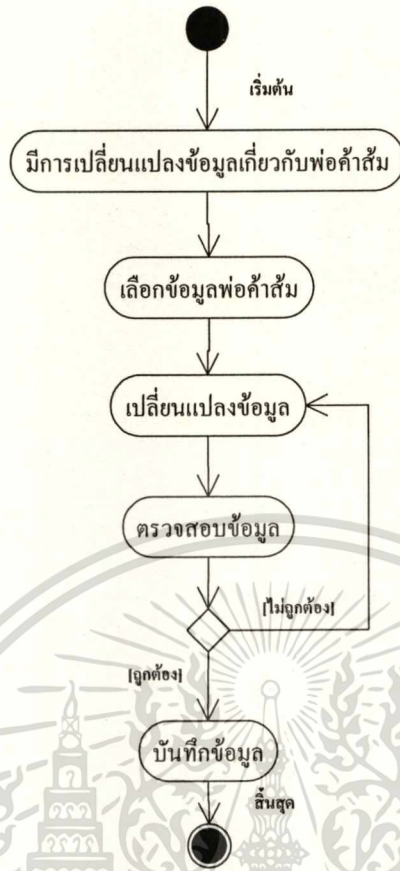 เริ่มต้น
มีการเปลี่ยนแปลงข้อมูลเกี่ยวกับพ่อค้าส้ม
เลือกข้อมูลพ่อค้าส้ม
เปลี่ยนแปลงข้อมูล
ตรวจสอบข้อมูล
[ไม่ถูกต้อง]
[ถูกต้อง]
บันทึกข้อมูล
สิ้นสุด